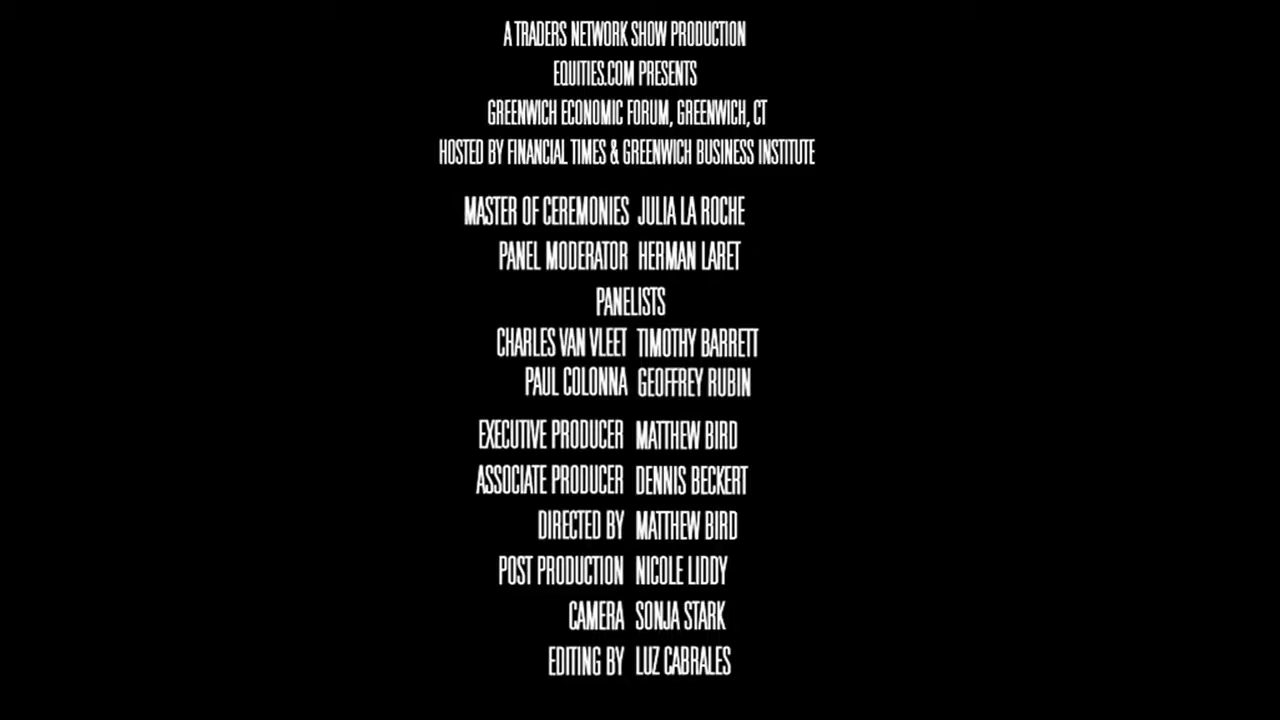 A TRADERS NETWORK SHOW PRODUCTION
EQUITIES.COM PRESENTS
GREENWICH ECONOMIC FORUM, GREENWICH, CT
HOSTED BY FINANCIAL TIMES & GREENWICH BUSINESS INSTITUTE
MASTER OF CEREMONIES JULIA LA ROCHE
PANEL MODERATOR HERMAN LARET
PANELISTS
CHARLES VAN VLEET TIMOTHY BARRETT
PAUL COLONNA GEOFFREY RUBIN
EXECUTIVE PRODUCER MATTHEW BIRD
ASSOCIATE PRODUCER DENNIS BECKERT
DIRECTED BY MATTHEW BIRD
POST PRODUCTION NICOLE LIDDY
CAMERA SONJA STARK
EDITING BY LUZ CABRALES